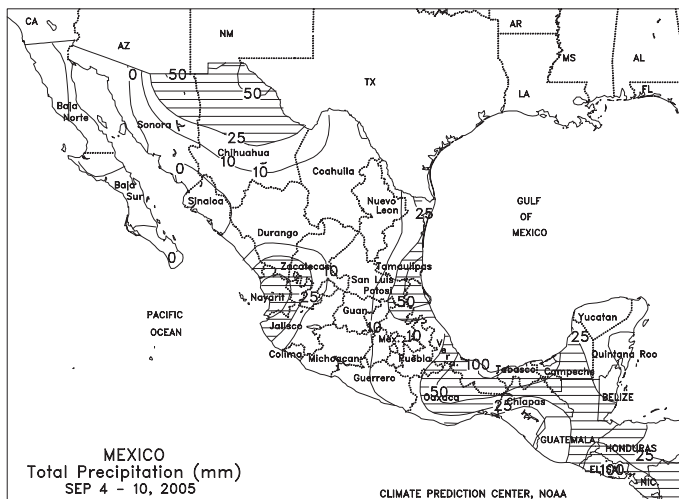 CA
AZ
NM
AR
MS
AL
TX
LA
FL
0
50
50
Baja
Norte
Sonora
25
Chihuahua
10
10
0
Coahuila
Baja
Sur
Sinaloa
Nuevo
Leon
25
GULF
OF
MEXICO
Durango
0
Zacatecas
10
Tamaulipas
San Luis
Potosi
Nayarit
25
50
PACIFIC
OCEAN
Guan
Yucatan
Jalisco
10
10
Mex
Ver
a.
25
Quintana Roo
Colima
Michoacan
Puebla
100
Tabasco
Campeche
Guerrero
50
Oaxaca
25
Chiapas
BELIZE
GUATEMALA
HONDURAS
25
EL SAL
100
NIC
MEXICO
Total Precipitation (mm)
SEP 4 - 10, 2005
CLIMATE PREDICTION CENTER, NOAA